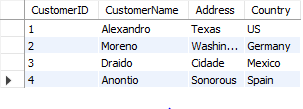 CustomerID CustomerName Address Country
1 Alexandro Texas US
2 Moreno Washin... Germany
3 Draido Cidade Mexico
4 Anontio Sonorous Spain